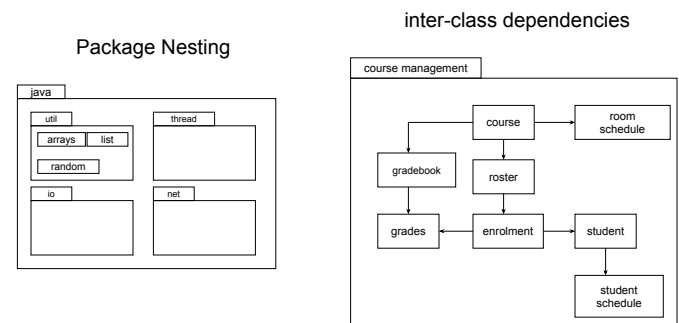 Package Nesting
java
util
thread
arrays
list
random
io
net
inter-class dependencies
course management
course
room
schedule
gradebook
roster
grades
enrolment
student
student
schedule